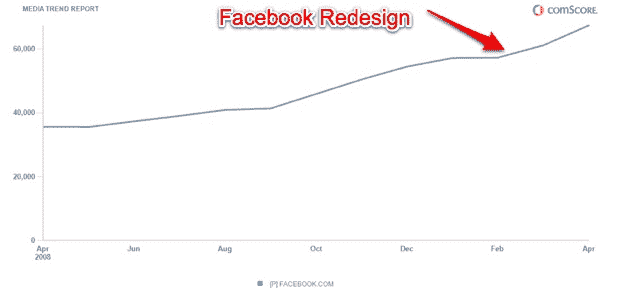 MEDIA TREND REPORT
Facebook Redesign
comSCORE.
60,000
40,000
20,000
0
Apr Jun Aug Oct Dec Feb Apr
2008
[P] FACEBOOK.COM